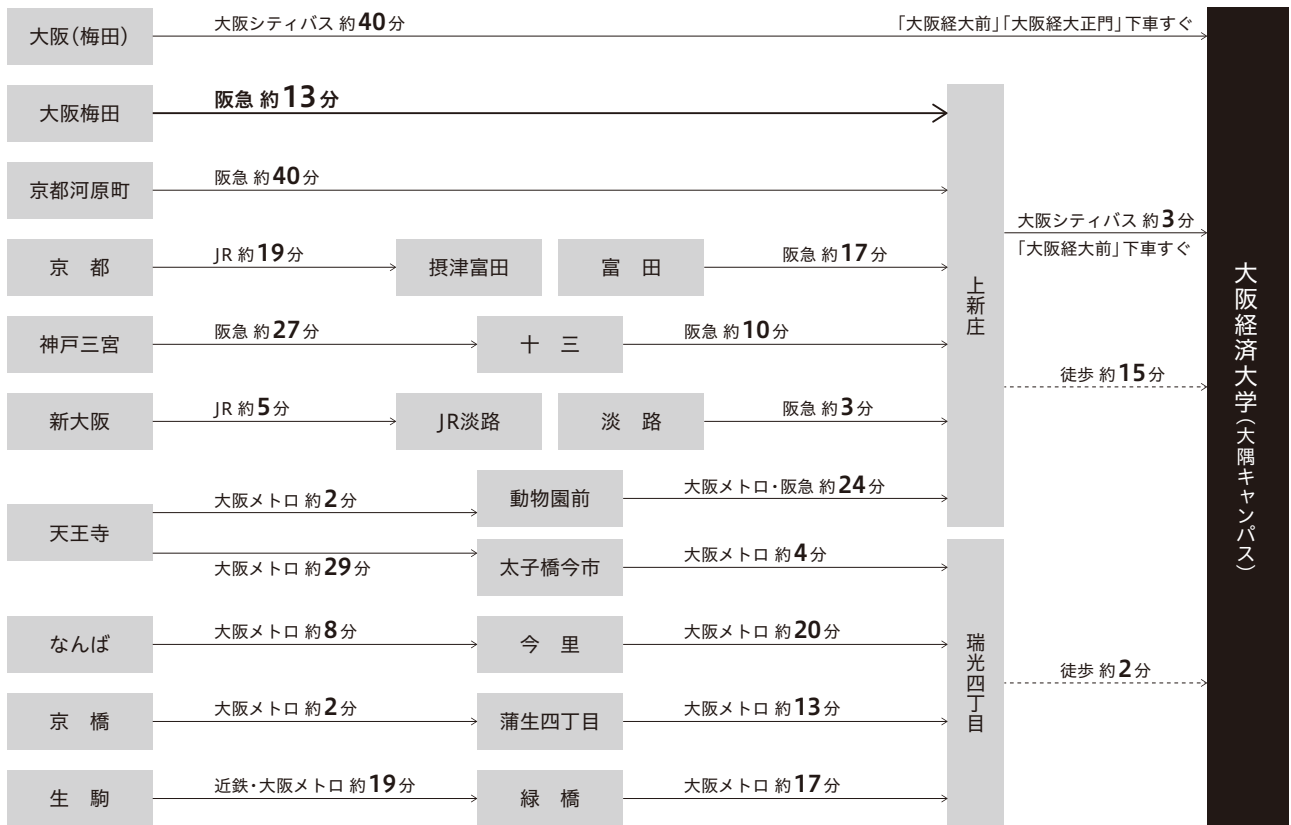 大阪（梅田）
大阪シティバス 約40分
「大阪経大前」「大阪経大正門」下車すぐ
大阪梅田
阪急 約13分
京都河原町
阪急 約40分
京　都
JR 約19分
摂津富田
富　田
阪急 約17分
神戸三宮
阪急 約27分
十　三
阪急 約10分
新大阪
JR 約5分
JR淡路
淡　路
阪急 約3分
天王寺
大阪メトロ 約2分
動物園前
大阪メトロ・阪急 約24分
大阪メトロ 約29分
太子橋今市
大阪メトロ 約4分
なんば
大阪メトロ 約8分
今　里
大阪メトロ 約20分
京　橋
大阪メトロ 約2分
蒲生四丁目
大阪メトロ 約13分
生　駒
近鉄・大阪メトロ 約19分
緑　橋
大阪メトロ 約17分
上新庄
大阪シティバス 約3分
「大阪経大前」下車すぐ
徒歩 約15分
瑞光四丁目
徒歩 約2分
大阪経済大学（大隅キャンパス）